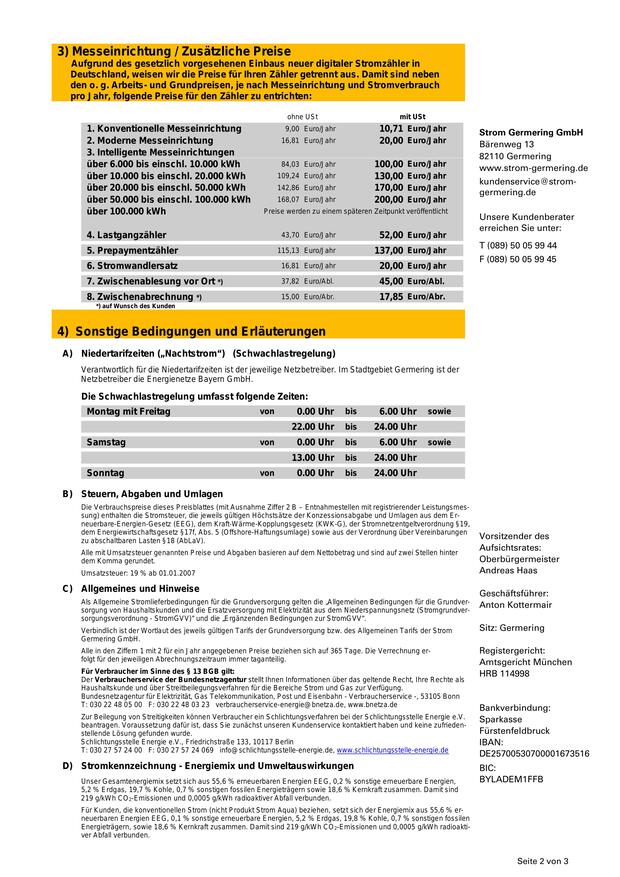 3) Messeinrichtung / Zusätzliche Preise
Aufgrund des gesetzlich vorgesehenen Einbaus neuer digitaler Stromzähler in
Deutschland, weisen wir die Preise für Ihren Zähler getrennt aus. Damit sind neben
den o. g. Arbeits- und Grundpreisen, je nach Messeinrichtung und Stromverbrauch
pro Jahr, folgende Preise für den Zähler zu entrichten:
ohne USt mit USt
1. Konventionelle Messeinrichtung 9,00 Euro/Jahr 10,71 Euro/Jahr
2. Moderne Messeinrichtung 16,81 Euro/Jahr 20,00 Euro/Jahr
3. Intelligente Messeinrichtungen
über 6.000 bis einschl. 10.000 kWh 84,03 Euro/Jahr 100,00 Euro/Jahr
über 10.000 bis einschl. 20.000 kWh 109,24 Euro/Jahr 130,00 Euro/Jahr
über 20.000 bis einschl. 50.000 kWh 142,86 Euro/Jahr 170,00 Euro/Jahr
über 50.000 bis einschl. 100.000 kWh 168,07 Euro/Jahr 200,00 Euro/Jahr
über 100.000 kWh Preise werden zu einem späteren Zeitpunkt veröffentlicht
4. Lastgangzähler 43,70 Euro/Jahr 52,00 Euro/Jahr
5. Prepaymentzähler 115,13 Euro/Jahr 137,00 Euro/Jahr
6. Stromwandlersatz 16,81 Euro/Jahr 20,00 Euro/Jahr
7. Zwischenablesung vor Ort *) 37,82 Euro/Abl. 45,00 Euro/Abl.
8. Zwischenabrechnung *) 15,00 Euro/Abr. 17,85 Euro/Abr.
*) auf Wunsch des Kunden
Strom Germering GmbH
Bärenweg 13
82110 Germering
www.strom-germering.de
kundenservice@strom-
germering.de
Unsere Kundenberater
erreichen Sie unter:
T (089) 50 05 99 44
F (089) 50 05 99 45
4) Sonstige Bedingungen und Erläuterungen
A) Niedertarifzeiten („Nachtstrom“) (Schwachlastregelung)
Verantwortlich für die Niedertarifzeiten ist der jeweilige Netzbetreiber. Im Stadtgebiet Germering ist der
Netzbetreiber die Energienetze Bayern GmbH.
Die Schwachlastregelung umfasst folgende Zeiten:
Montag mit Freitag von 0.00 Uhr bis 6.00 Uhr sowie
22.00 Uhr bis 24.00 Uhr
Samstag von 0.00 Uhr bis 6.00 Uhr sowie
13.00 Uhr bis 24.00 Uhr
Sonntag von 0.00 Uhr bis 24.00 Uhr
B) Steuern, Abgaben und Umlagen
Die Verbrauchspreise dieses Preisblattes (mit Ausnahme Ziffer 2 B – Entnahmestellen mit registrierender Leistungsmes-
sung) enthalten die Stromsteuer, die jeweils gültigen Höchstsätze der Konzessionsabgabe und Umlagen aus dem Er-
neuerbare-Energien-Gesetz (EEG), dem Kraft-Wärme-Kopplungsgesetz (KWK-G), der Stromnetzentgeltverordnung §19,
dem Energiewirtschaftsgesetz §17f, Abs. 5 (Offshore-Haftungsumlage) sowie aus der Verordnung über Vereinbarungen
zu abschaltbaren Lasten §18 (AbLaV).
Alle mit Umsatzsteuer genannten Preise und Abgaben basieren auf dem Nettobetrag und sind auf zwei Stellen hinter
dem Komma gerundet.
Umsatzsteuer: 19 % ab 01.01.2007
C) Allgemeines und Hinweise
Als Allgemeine Stromlieferbedingungen für die Grundversorgung gelten die „Allgemeinen Bedingungen für die Grundver-
sorgung von Haushaltskunden und die Ersatzversorgung mit Elektrizität aus dem Niederspannungsnetz (Stromgrundver-
sorgungsverordnung - StromGVV)“ und die „Ergänzenden Bedingungen zur StromGVV“.
Verbindlich ist der Wortlaut des jeweils gültigen Tarifs der Grundversorgung bzw. des Allgemeinen Tarifs der Strom
Germering GmbH.
Alle in den Ziffern 1 mit 2 für ein Jahr angegebenen Preise beziehen sich auf 365 Tage. Die Verrechnung er-
folgt für den jeweiligen Abrechnungszeitraum immer taganteilig.
Für Verbraucher im Sinne des § 13 BGB gilt:
Der Verbraucherservice der Bundesnetzagentur stellt Ihnen Informationen über das geltende Recht, Ihre Rechte als
Haushaltskunde und über Streitbeilegungsverfahren für die Bereiche Strom und Gas zur Verfügung.
Bundesnetzagentur für Elektrizität, Gas Telekommunikation, Post und Eisenbahn - Verbraucherservice -, 53105 Bonn
T: 030 22 48 05 00 F: 030 22 48 03 23 verbraucherservice-energie@bnetza.de, www.bnetza.de
Zur Beilegung von Streitigkeiten können Verbraucher ein Schlichtungsverfahren bei der Schlichtungsstelle Energie e.V.
beantragen. Voraussetzung dafür ist, dass Sie zunächst unseren Kundenservice kontaktiert haben und keine zufrieden-
stellende Lösung gefunden wurde.
Schlichtungsstelle Energie e.V., Friedrichstraße 133, 10117 Berlin
T: 030 27 57 24 00 F: 030 27 57 24 069 info@schlichtungsstelle-energie.de, www.schlichtungsstelle-energie.de
D) Stromkennzeichnung - Energiemix und Umweltauswirkungen
Unser Gesamtenergiemix setzt sich aus 55,6 % erneuerbaren Energien EEG, 0,2 % sonstige erneuerbare Energien,
5,2 % Erdgas, 19,7 % Kohle, 0,7 % sonstigen fossilen Energieträgern sowie 18,6 % Kernkraft zusammen. Damit sind
219 g/kWh CO₂-Emissionen und 0,0005 g/kWh radioaktiver Abfall verbunden.
Für Kunden, die konventionellen Strom (nicht Produkt Strom Aqua) beziehen, setzt sich der Energiemix aus 55,6 % er-
neuerbaren Energien EEG, 0,1 % sonstige erneuerbare Energien, 5,2 % Erdgas, 19,8 % Kohle, 0,7 % sonstigen fossilen
Energieträgern, sowie 18,6 % Kernkraft zusammen. Damit sind 219 g/kWh CO₂-Emissionen und 0,0005 g/kWh radioakti-
ver Abfall verbunden.
Vorsitzender des
Aufsichtsrates:
Oberbürgermeister
Andreas Haas
Geschäftsführer:
Anton Kottermair
Sitz: Germering
Registergericht:
Amtsgericht München
HRB 114998
Bankverbindung:
Sparkasse
Fürstenfeldbruck
IBAN:
DE25700530700001673516
BIC:
BYLADEM1FFB
Seite 2 von 3